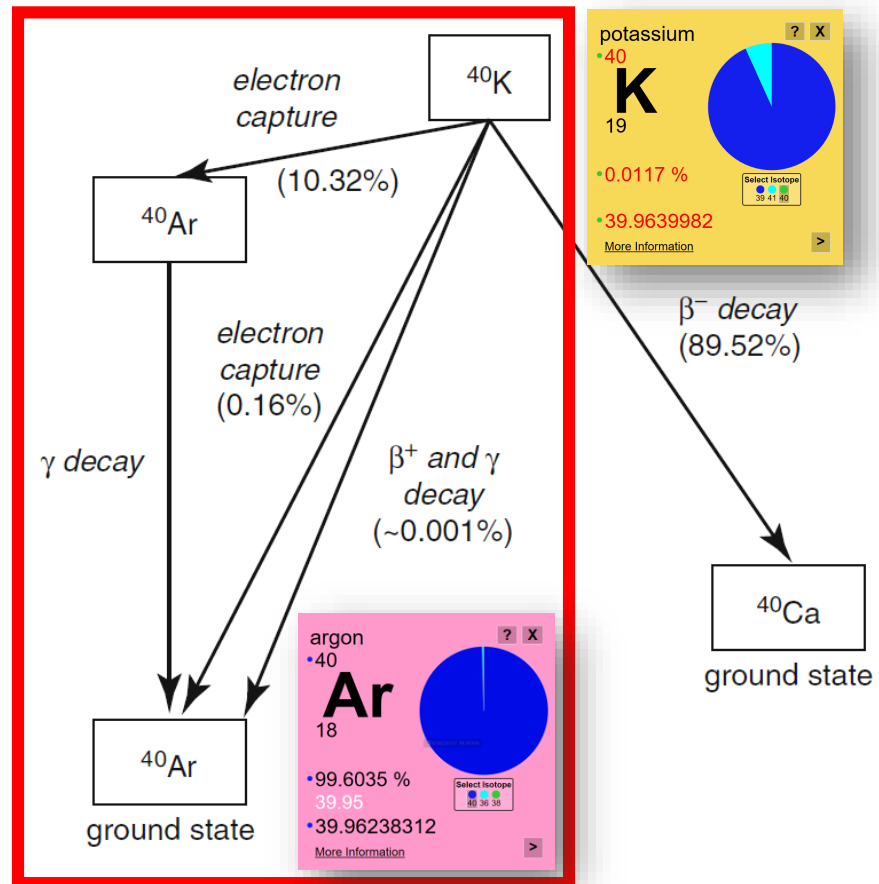 ⁴⁰K
electron
capture
(10.32%)
⁴⁰Ar
electron
capture
(0.16%)
γ decay
β⁺ and γ
decay
(~0.001%)
⁴⁰Ar
ground state
β⁻ decay
(89.52%)
⁴⁰Ca
ground state
potassium
? X
•40
K
19
•0.0117 %
•39.9639982
More Information
Select Isotope
39 41 40
>
argon
? X
•40
Ar
18
•99.6035 %
39.95
•39.96238312
More Information
Select Isotope
40 36 38
>